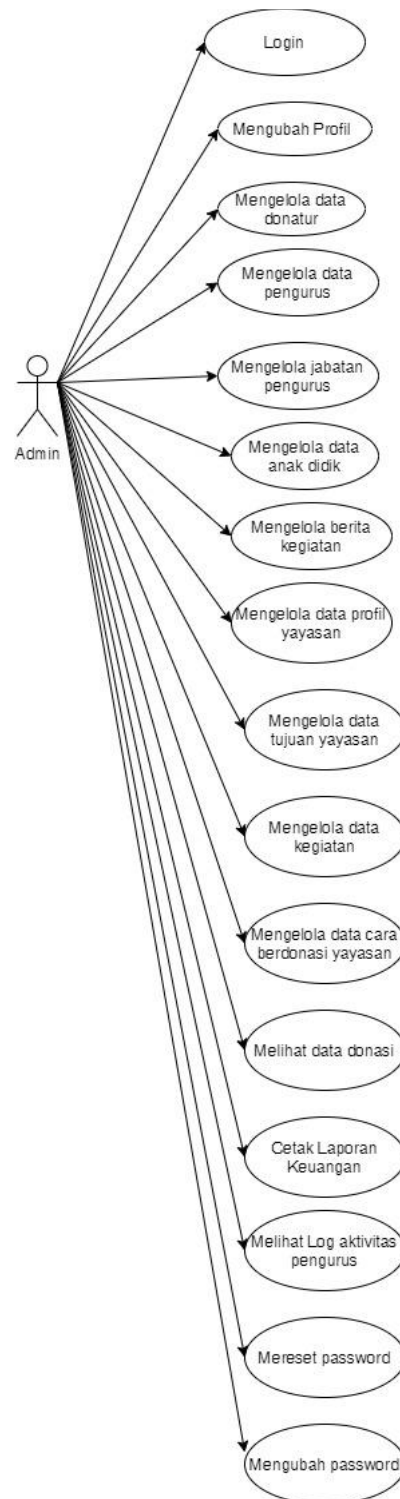 Login
Mengubah Profil
Mengelola data
donatur
Mengelola data
pengurus
Mengelola jabatan
pengurus
Admin
Mengelola data
anak didik
Mengelola berita
kegiatan
Mengelola data profil
yayasan
Mengelola data
tujuan yayasan
Mengelola data
kegiatan
Mengelola data cara
berdonasi yayasan
Melihat data donasi
Cetak Laporan
Keuangan
Melihat Log aktivitas
pengurus
Mereset password
Mengubah password